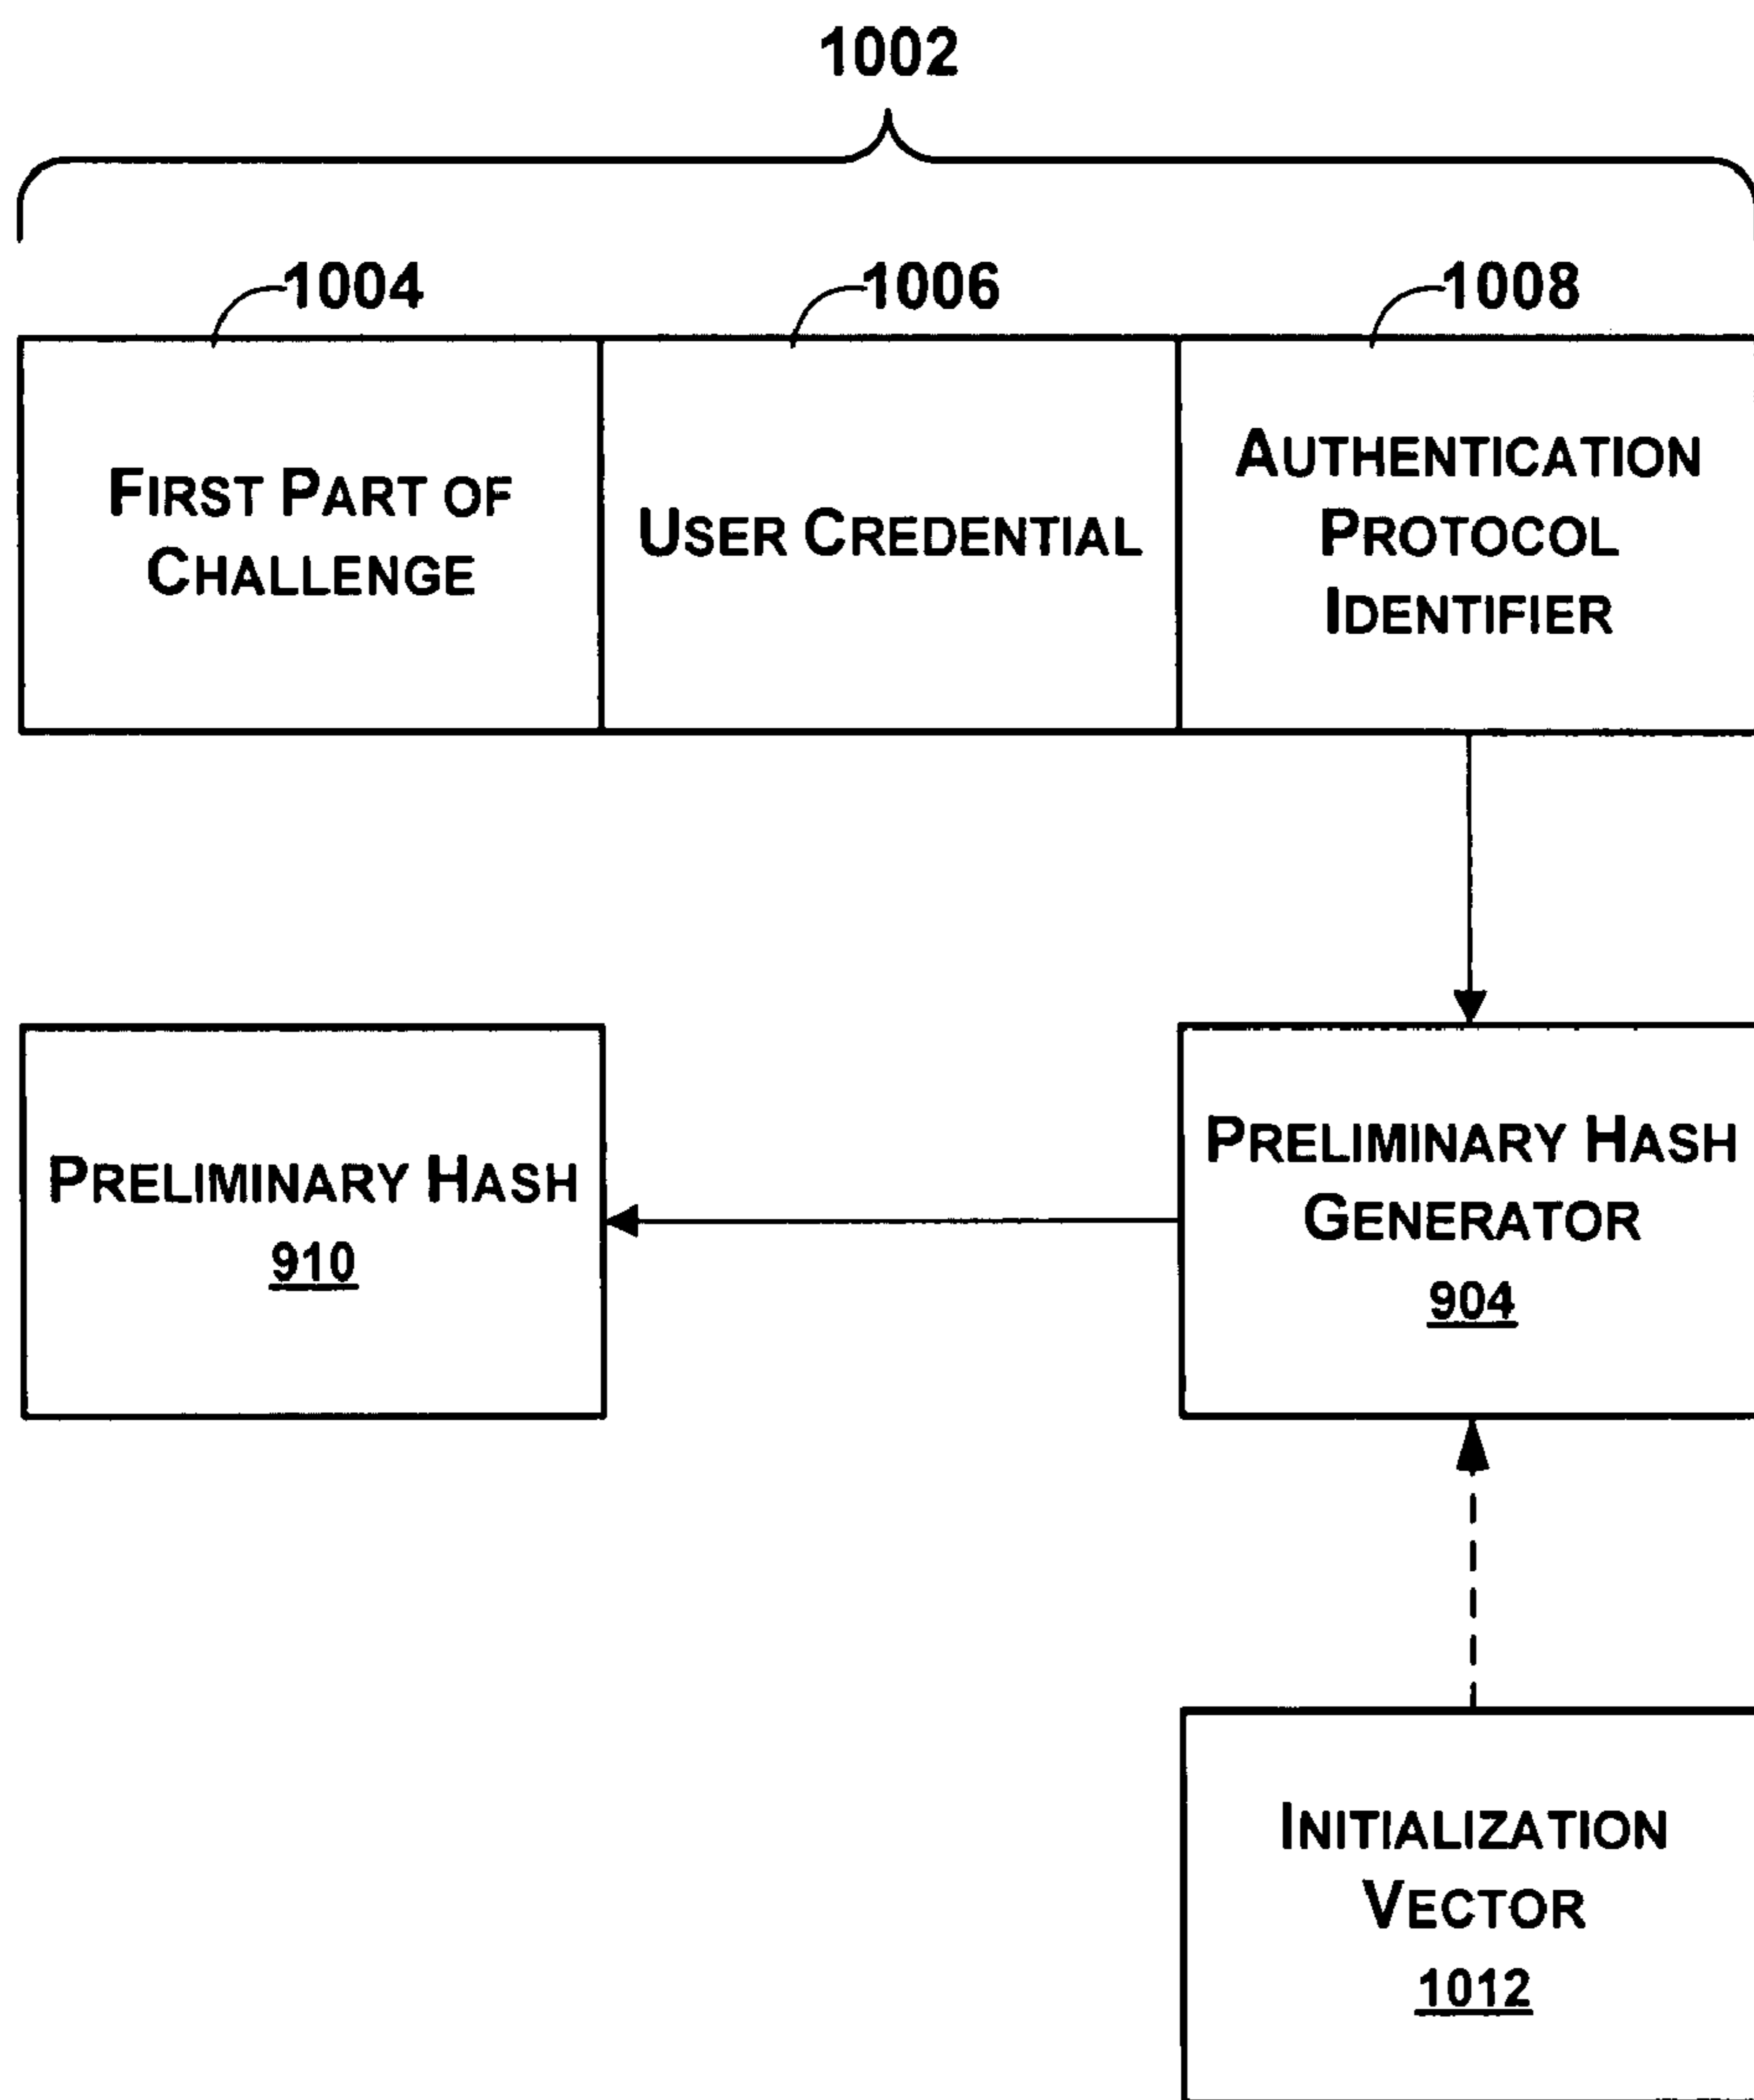 1002
1004
1006
1008
FIRST PART OF
CHALLENGE
USER CREDENTIAL
AUTHENTICATION
PROTOCOL
IDENTIFIER
PRELIMINARY HASH
910
PRELIMINARY HASH
GENERATOR
904
INITIALIZATION
VECTOR
1012